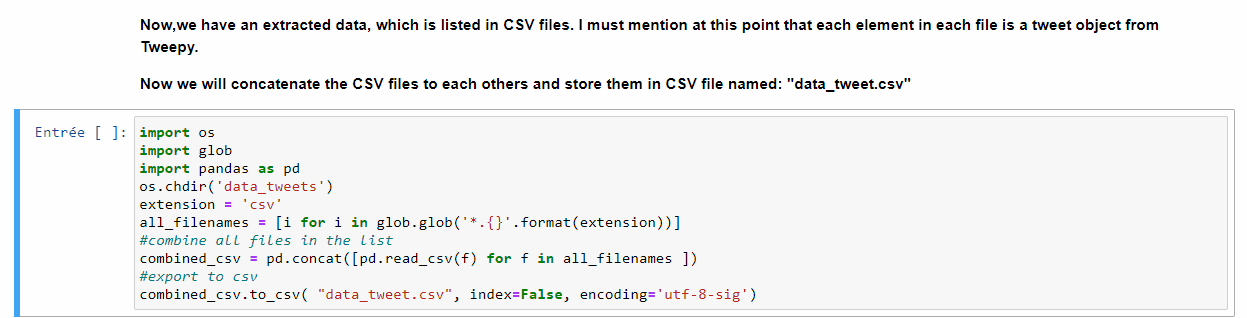 Now,we have an extracted data, which is listed in CSV files. I must mention at this point that each element in each file is a tweet object from
Tweepy.
Now we will concatenate the CSV files to each others and store them in CSV file named: "data_tweet.csv"
Entrée [ ]: import os
import glob
import pandas as pd
os.chdir('data_tweets')
extension = 'csv'
all_filenames = [i for i in glob.glob('*.{}'.format(extension))]
#combine all files in the list
combined_csv = pd.concat([pd.read_csv(f) for f in all_filenames ])
#export to csv
combined_csv.to_csv( "data_tweet.csv", index=False, encoding='utf-8-sig')